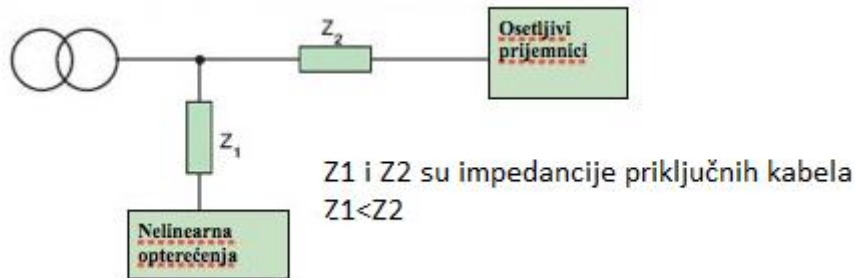 Z2
Osetljivi
prijemnici
Z1
Z1 i Z2 su impedancije priključnih kabela
Z1<Z2
Nelinearna
opterećenja